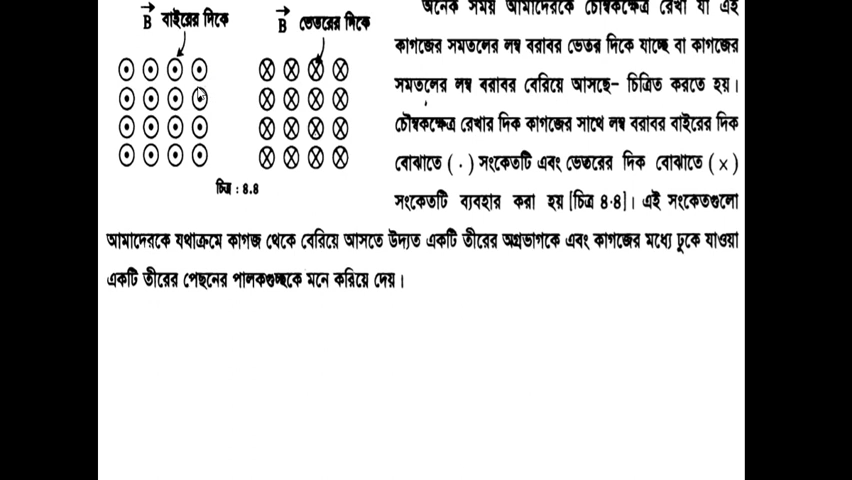 B বাইরের দিকে
B ভেতরের দিকে
চিত্র : ৪.৪
অনেক সময় আমাদেরকে চৌম্বকক্ষেত্র রেখা যা এই
কাগজের সমতলের লম্ব বরাবর ভেতর দিকে যাচ্ছে বা কাগজের
সমতলের লম্ব বরাবর বেরিয়ে আসছে– চিত্রিত করতে হয়।
চৌম্বকক্ষেত্র রেখার দিক কাগজের সাথে লম্ব বরাবর বাইরের দিক
বোঝাতে ( · ) সংকেতটি এবং ভেতরের দিক বোঝাতে ( × )
সংকেতটি ব্যবহার করা হয় [চিত্র ৪·৪]। এই সংকেতগুলো
আমাদেরকে যথাক্রমে কাগজ থেকে বেরিয়ে আসতে উদ্যত একটি তীরের অগ্রভাগকে এবং কাগজের মধ্যে ঢুকে যাওয়া
একটি তীরের পেছনের পালকগুচ্ছকে মনে করিয়ে দেয়।